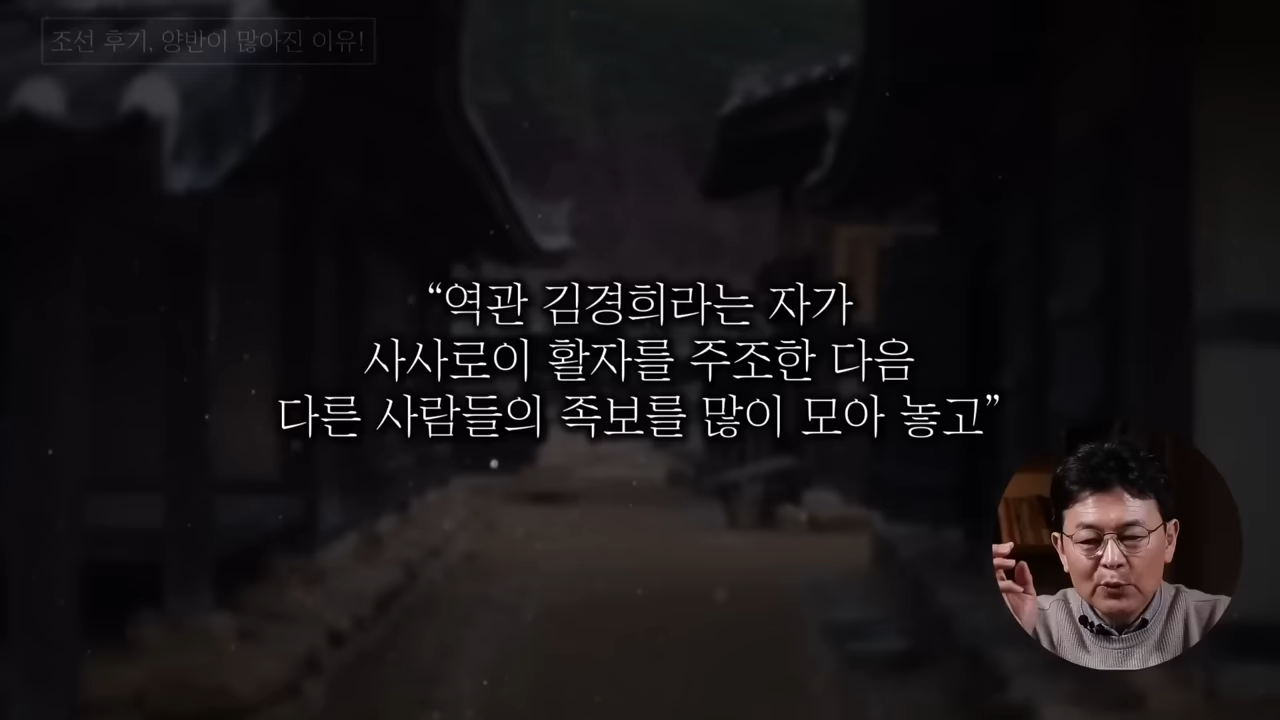 조선 후기, 양반이 많아진 이유!
“역관 김경희라는 자가
사사로이 활자를 주조한 다음
다른 사람들의 족보를 많이 모아 놓고”